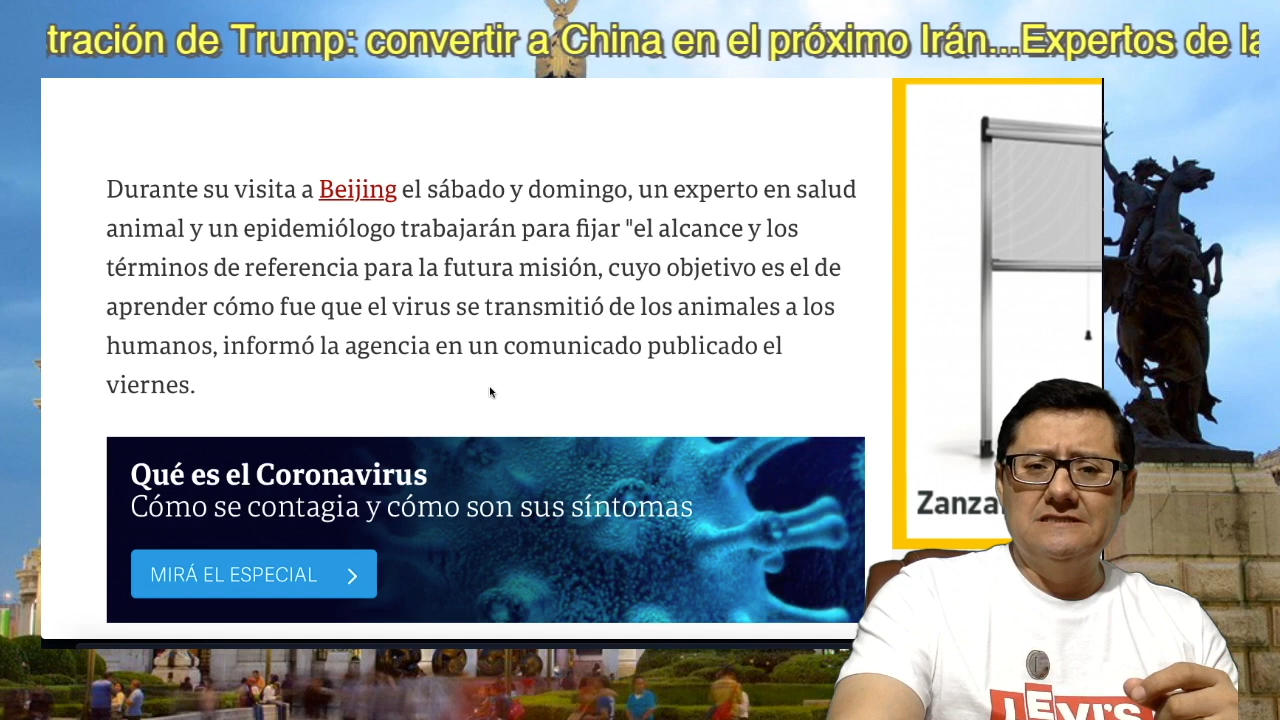 tración de Trump: convertir a China en el próximo Irán...Expertos de la
Durante su visita a Beijing el sábado y domingo, un experto en salud
animal y un epidemiólogo trabajarán para fijar "el alcance y los
términos de referencia para la futura misión, cuyo objetivo es el de
aprender cómo fue que el virus se transmitió de los animales a los
humanos, informó la agencia en un comunicado publicado el
viernes.
Qué es el Coronavirus
Cómo se contagia y cómo son sus síntomas
MIRÁ EL ESPECIAL
Zanza
LEVI'S